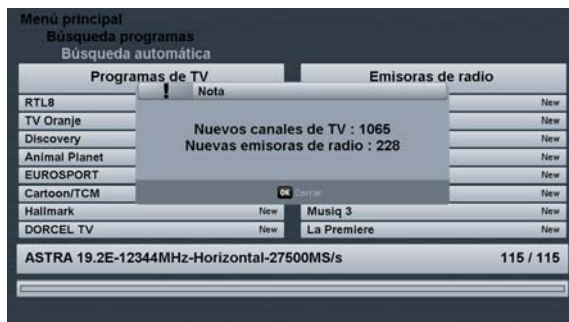 Menú principal
Búsqueda programas
Búsqueda automática
Programas de TV
Emisoras de radio
! Nota
Nuevos canales de TV : 1065
Nuevas emisoras de radio : 228
OK Cerrar
RTL8
New
TV Oranje
New
Discovery
New
Animal Planet
New
EUROSPORT
New
Cartoon/TCM
New
Hallmark New Musiq 3 New
DORCEL TV New La Premiere New
ASTRA 19.2E-12344MHz-Horizontal-27500MS/s 115 / 115